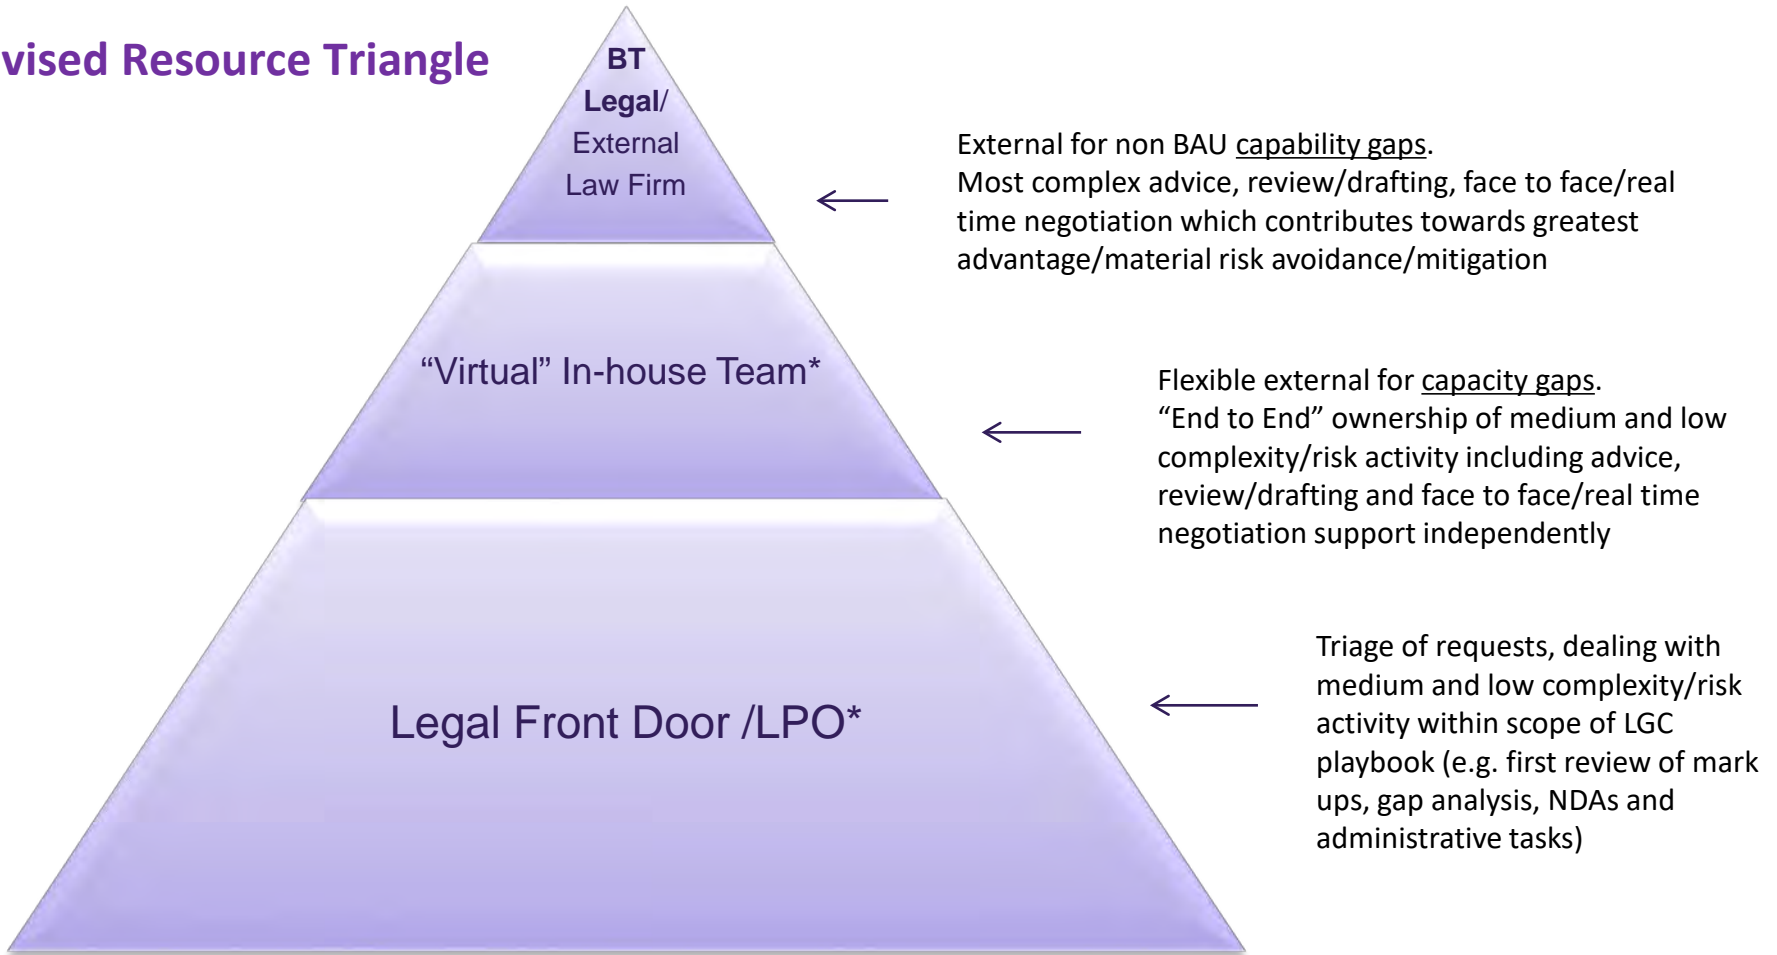 vised Resource Triangle
BT
Legal/
External
Law Firm
External for non BAU capability gaps.
Most complex advice, review/drafting, face to face/real
time negotiation which contributes towards greatest
advantage/material risk avoidance/mitigation
“Virtual” In-house Team*
Flexible external for capacity gaps.
“End to End” ownership of medium and low
complexity/risk activity including advice,
review/drafting and face to face/real time
negotiation support independently
Legal Front Door /LPO*
Triage of requests, dealing with
medium and low complexity/risk
activity within scope of LGC
playbook (e.g. first review of mark
ups, gap analysis, NDAs and
administrative tasks)